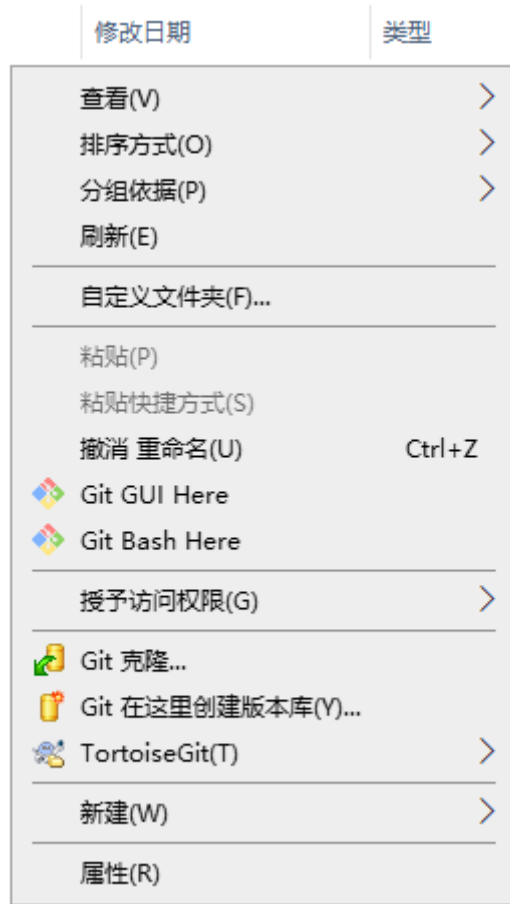 修改日期 类型
查看(V)
排序方式(O)
分组依据(P)
刷新(E)
自定义文件夹(F)...
粘贴(P)
粘贴快捷方式(S)
撤消 重命名(U) Ctrl+Z
Git GUI Here
Git Bash Here
授予访问权限(G)
Git 克隆...
Git 在这里创建版本库(Y)...
TortoiseGit(T)
新建(W)
属性(R)